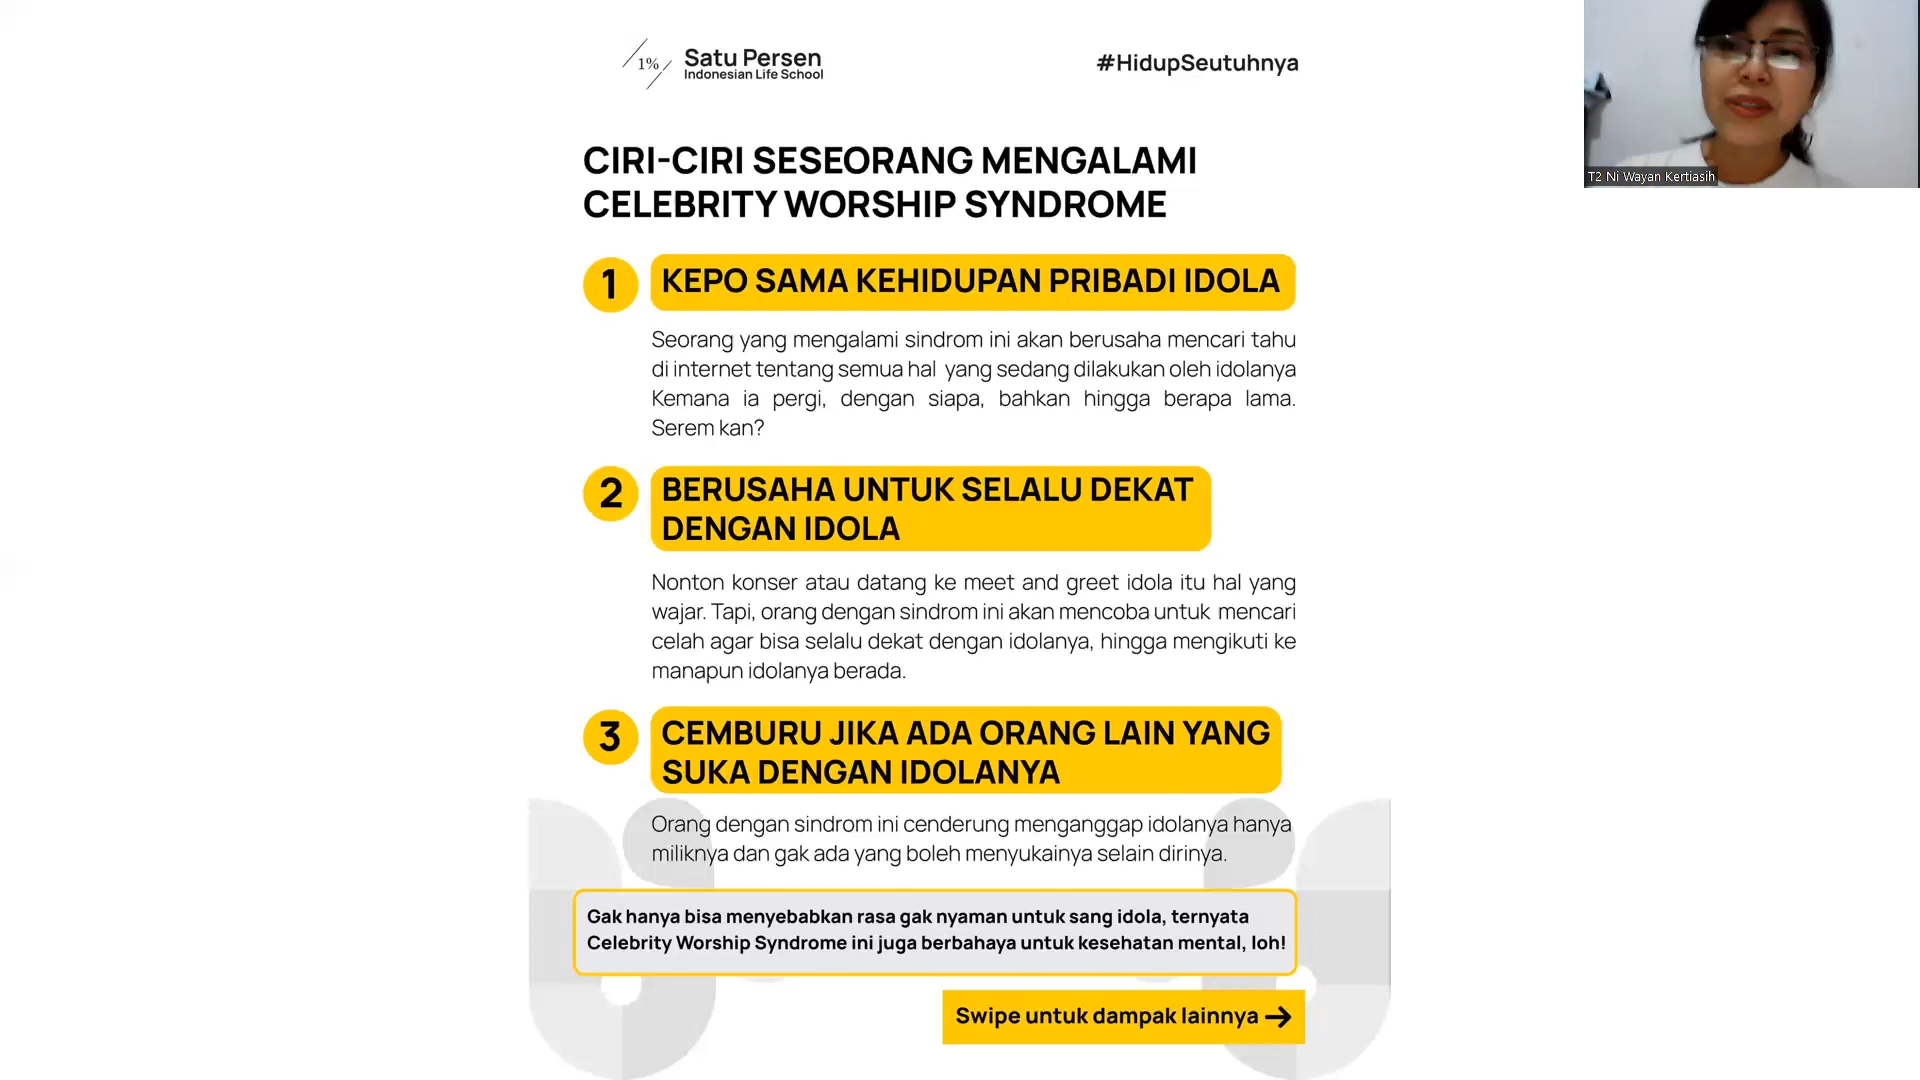 1%
Satu Persen
Indonesian Life School
#HidupSeutuhnya
T2 Ni Wayan Kertiasih
CIRI-CIRI SESEORANG MENGALAMI
CELEBRITY WORSHIP SYNDROME
1
KEPO SAMA KEHIDUPAN PRIBADI IDOLA
Seorang yang mengalami sindrom ini akan berusaha mencari tahu
di internet tentang semua hal yang sedang dilakukan oleh idolanya
Kemana ia pergi, dengan siapa, bahkan hingga berapa lama.
Serem kan?
2
BERUSAHA UNTUK SELALU DEKAT
DENGAN IDOLA
Nonton konser atau datang ke meet and greet idola itu hal yang
wajar. Tapi, orang dengan sindrom ini akan mencoba untuk mencari
celah agar bisa selalu dekat dengan idolanya, hingga mengikuti ke
manapun idolanya berada.
3
CEMBURU JIKA ADA ORANG LAIN YANG
SUKA DENGAN IDOLANYA
Orang dengan sindrom ini cenderung menganggap idolanya hanya
miliknya dan gak ada yang boleh menyukainya selain dirinya.
Gak hanya bisa menyebabkan rasa gak nyaman untuk sang idola, ternyata
Celebrity Worship Syndrome ini juga berbahaya untuk kesehatan mental, loh!
Swipe untuk dampak lainnya